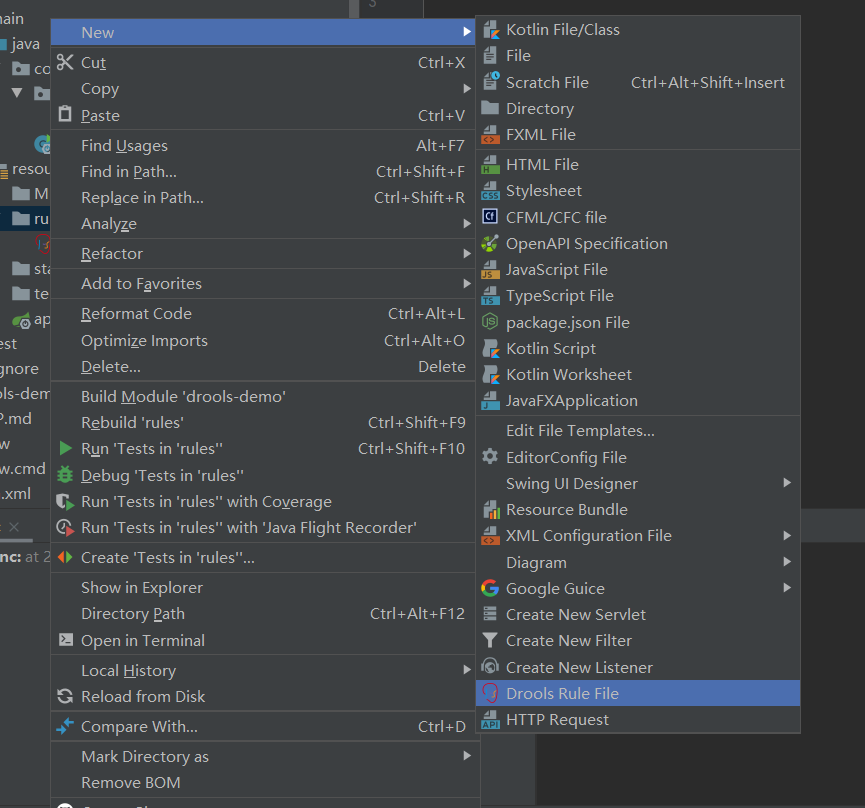 ain
3
java
co
resou
M
ru
sta
te
ap
est
gnore
ols-dem
P.md
w
w.cmd
.xml
nc: at 2
New
Cut Ctrl+X
Copy
Paste Ctrl+V
Find Usages Alt+F7
Find in Path... Ctrl+Shift+F
Replace in Path... Ctrl+Shift+R
Analyze
Refactor
Add to Favorites
Reformat Code Ctrl+Alt+L
Optimize Imports Ctrl+Alt+O
Delete... Delete
Build Module 'drools-demo'
Rebuild 'rules' Ctrl+Shift+F9
Run 'Tests in 'rules'' Ctrl+Shift+F10
Debug 'Tests in 'rules''
Run 'Tests in 'rules'' with Coverage
Run 'Tests in 'rules'' with 'Java Flight Recorder'
Create 'Tests in 'rules''...
Show in Explorer
Directory Path Ctrl+Alt+F12
Open in Terminal
Local History
Reload from Disk
Compare With... Ctrl+D
Mark Directory as
Remove BOM
Kotlin File/Class
File
Scratch File Ctrl+Alt+Shift+Insert
Directory
FXML File
HTML File
Stylesheet
CFML/CFC file
OpenAPI Specification
JavaScript File
TypeScript File
package.json File
Kotlin Script
Kotlin Worksheet
JavaFXApplication
Edit File Templates...
EditorConfig File
Swing UI Designer
Resource Bundle
XML Configuration File
Diagram
Google Guice
Create New Servlet
Create New Filter
Create New Listener
Drools Rule File
HTTP Request